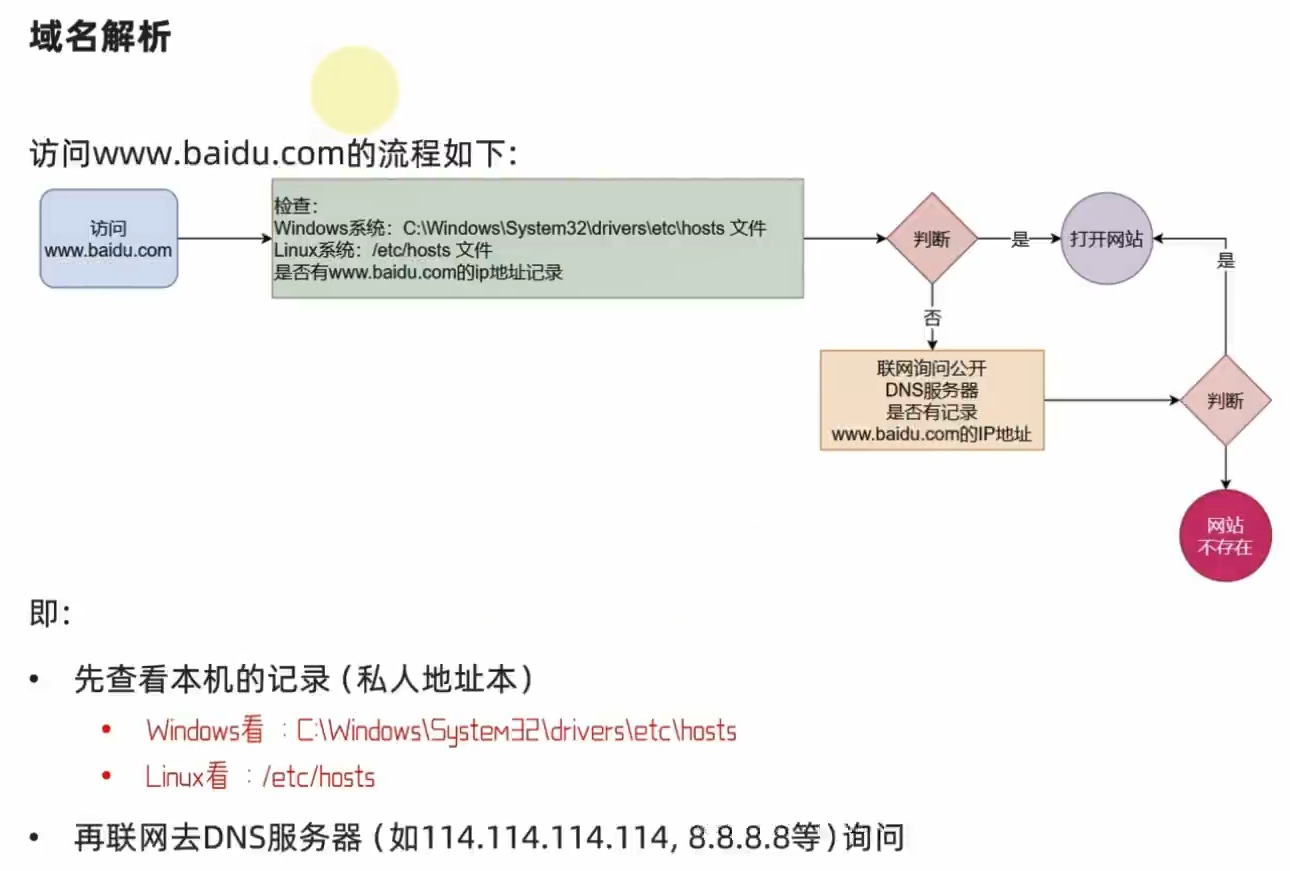 域名解析
访问www.baidu.com的流程如下：
访问
www.baidu.com
检查：
Windows系统：C:\Windows\System32\drivers\etc\hosts 文件
Linux系统：/etc/hosts 文件
是否有www.baidu.com的ip地址记录
判断
是
打开网站
是
否
联网询问公开
DNS服务器
是否有记录
www.baidu.com的IP地址
判断
网站
不存在
即：
• 先查看本机的记录（私人地址本）
• Windows看：C:\Windows\System32\drivers\etc\hosts
• Linux看：/etc/hosts
• 再联网去DNS服务器（如114.114.114.114, 8.8.8.8等）询问